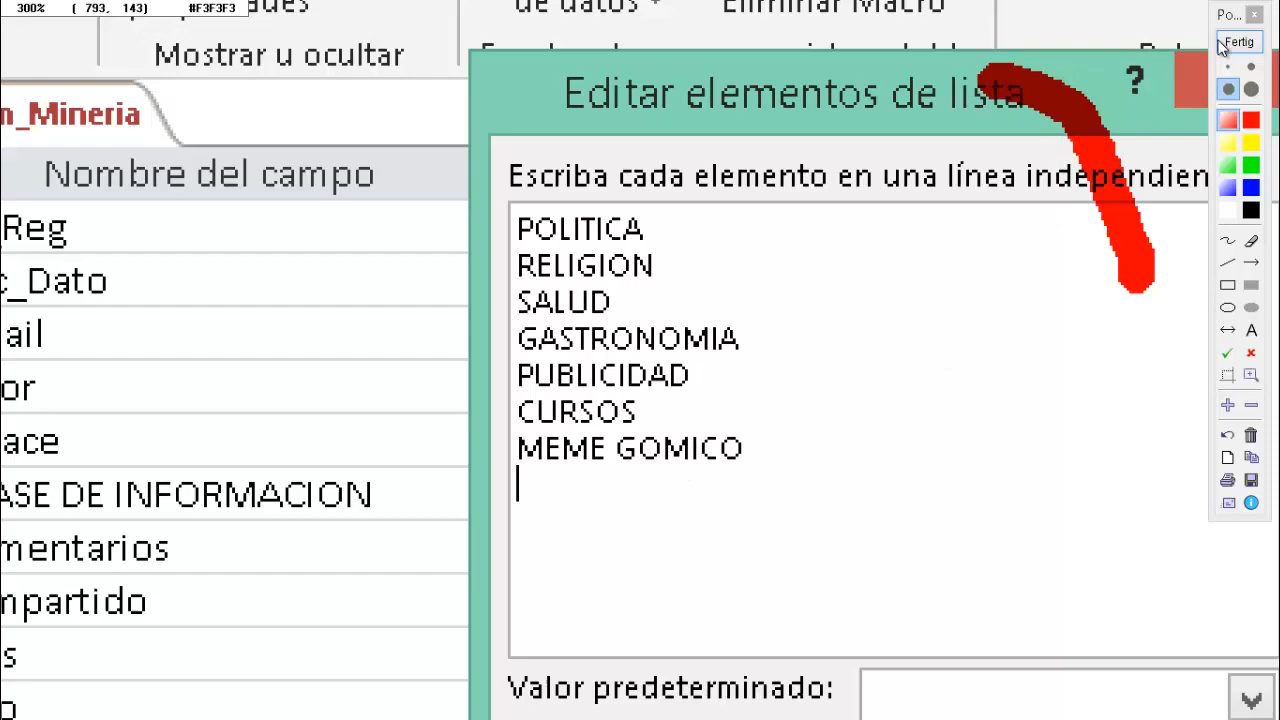 300% ( 793, 143) #F3F3F3
Eliminar Macro
de datos
Mostrar u ocultar
n_Mineria
Nombre del campo
_Reg
c_Dato
ail
or
ace
ASE DE INFORMACION
mentarios
mpartido
s
o
Editar elementos de lista
?
Escriba cada elemento en una línea independien
POLITICA
RELIGION
SALUD
GASTRONOMIA
PUBLICIDAD
CURSOS
MEME GOMICO
Valor predeterminado:
Po...
Fertig
A